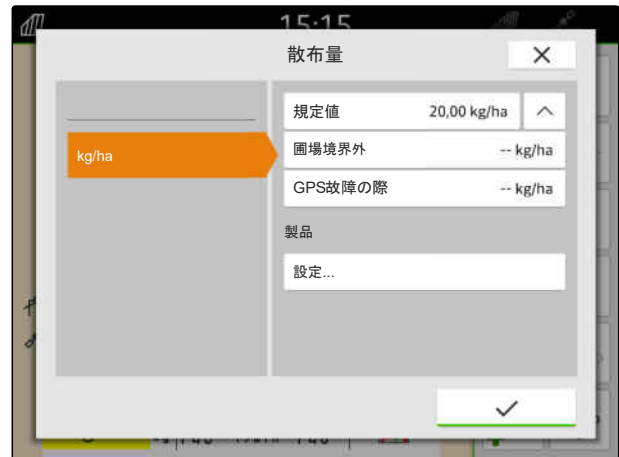 15:15
散布量
規定値 20,00 kg/ha
kg/ha
圃場境界外 -- kg/ha
GPS故障の際 -- kg/ha
製品
設定...